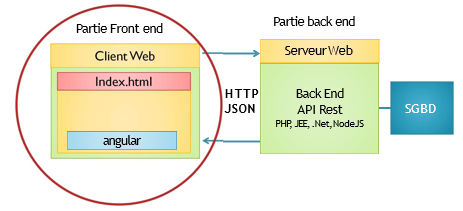 Partie Front end
Partie back end
Client Web
Serveur Web
Index.html
HTTP
JSON
Back End
API Rest
PHP, JEE, .Net, NodeJS
SGBD
angular